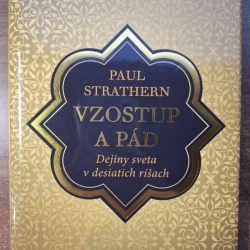 PAUL
STRATHERN
VZOSTUP
A PÁD
Dejiny sveta
v desiatich ríšach